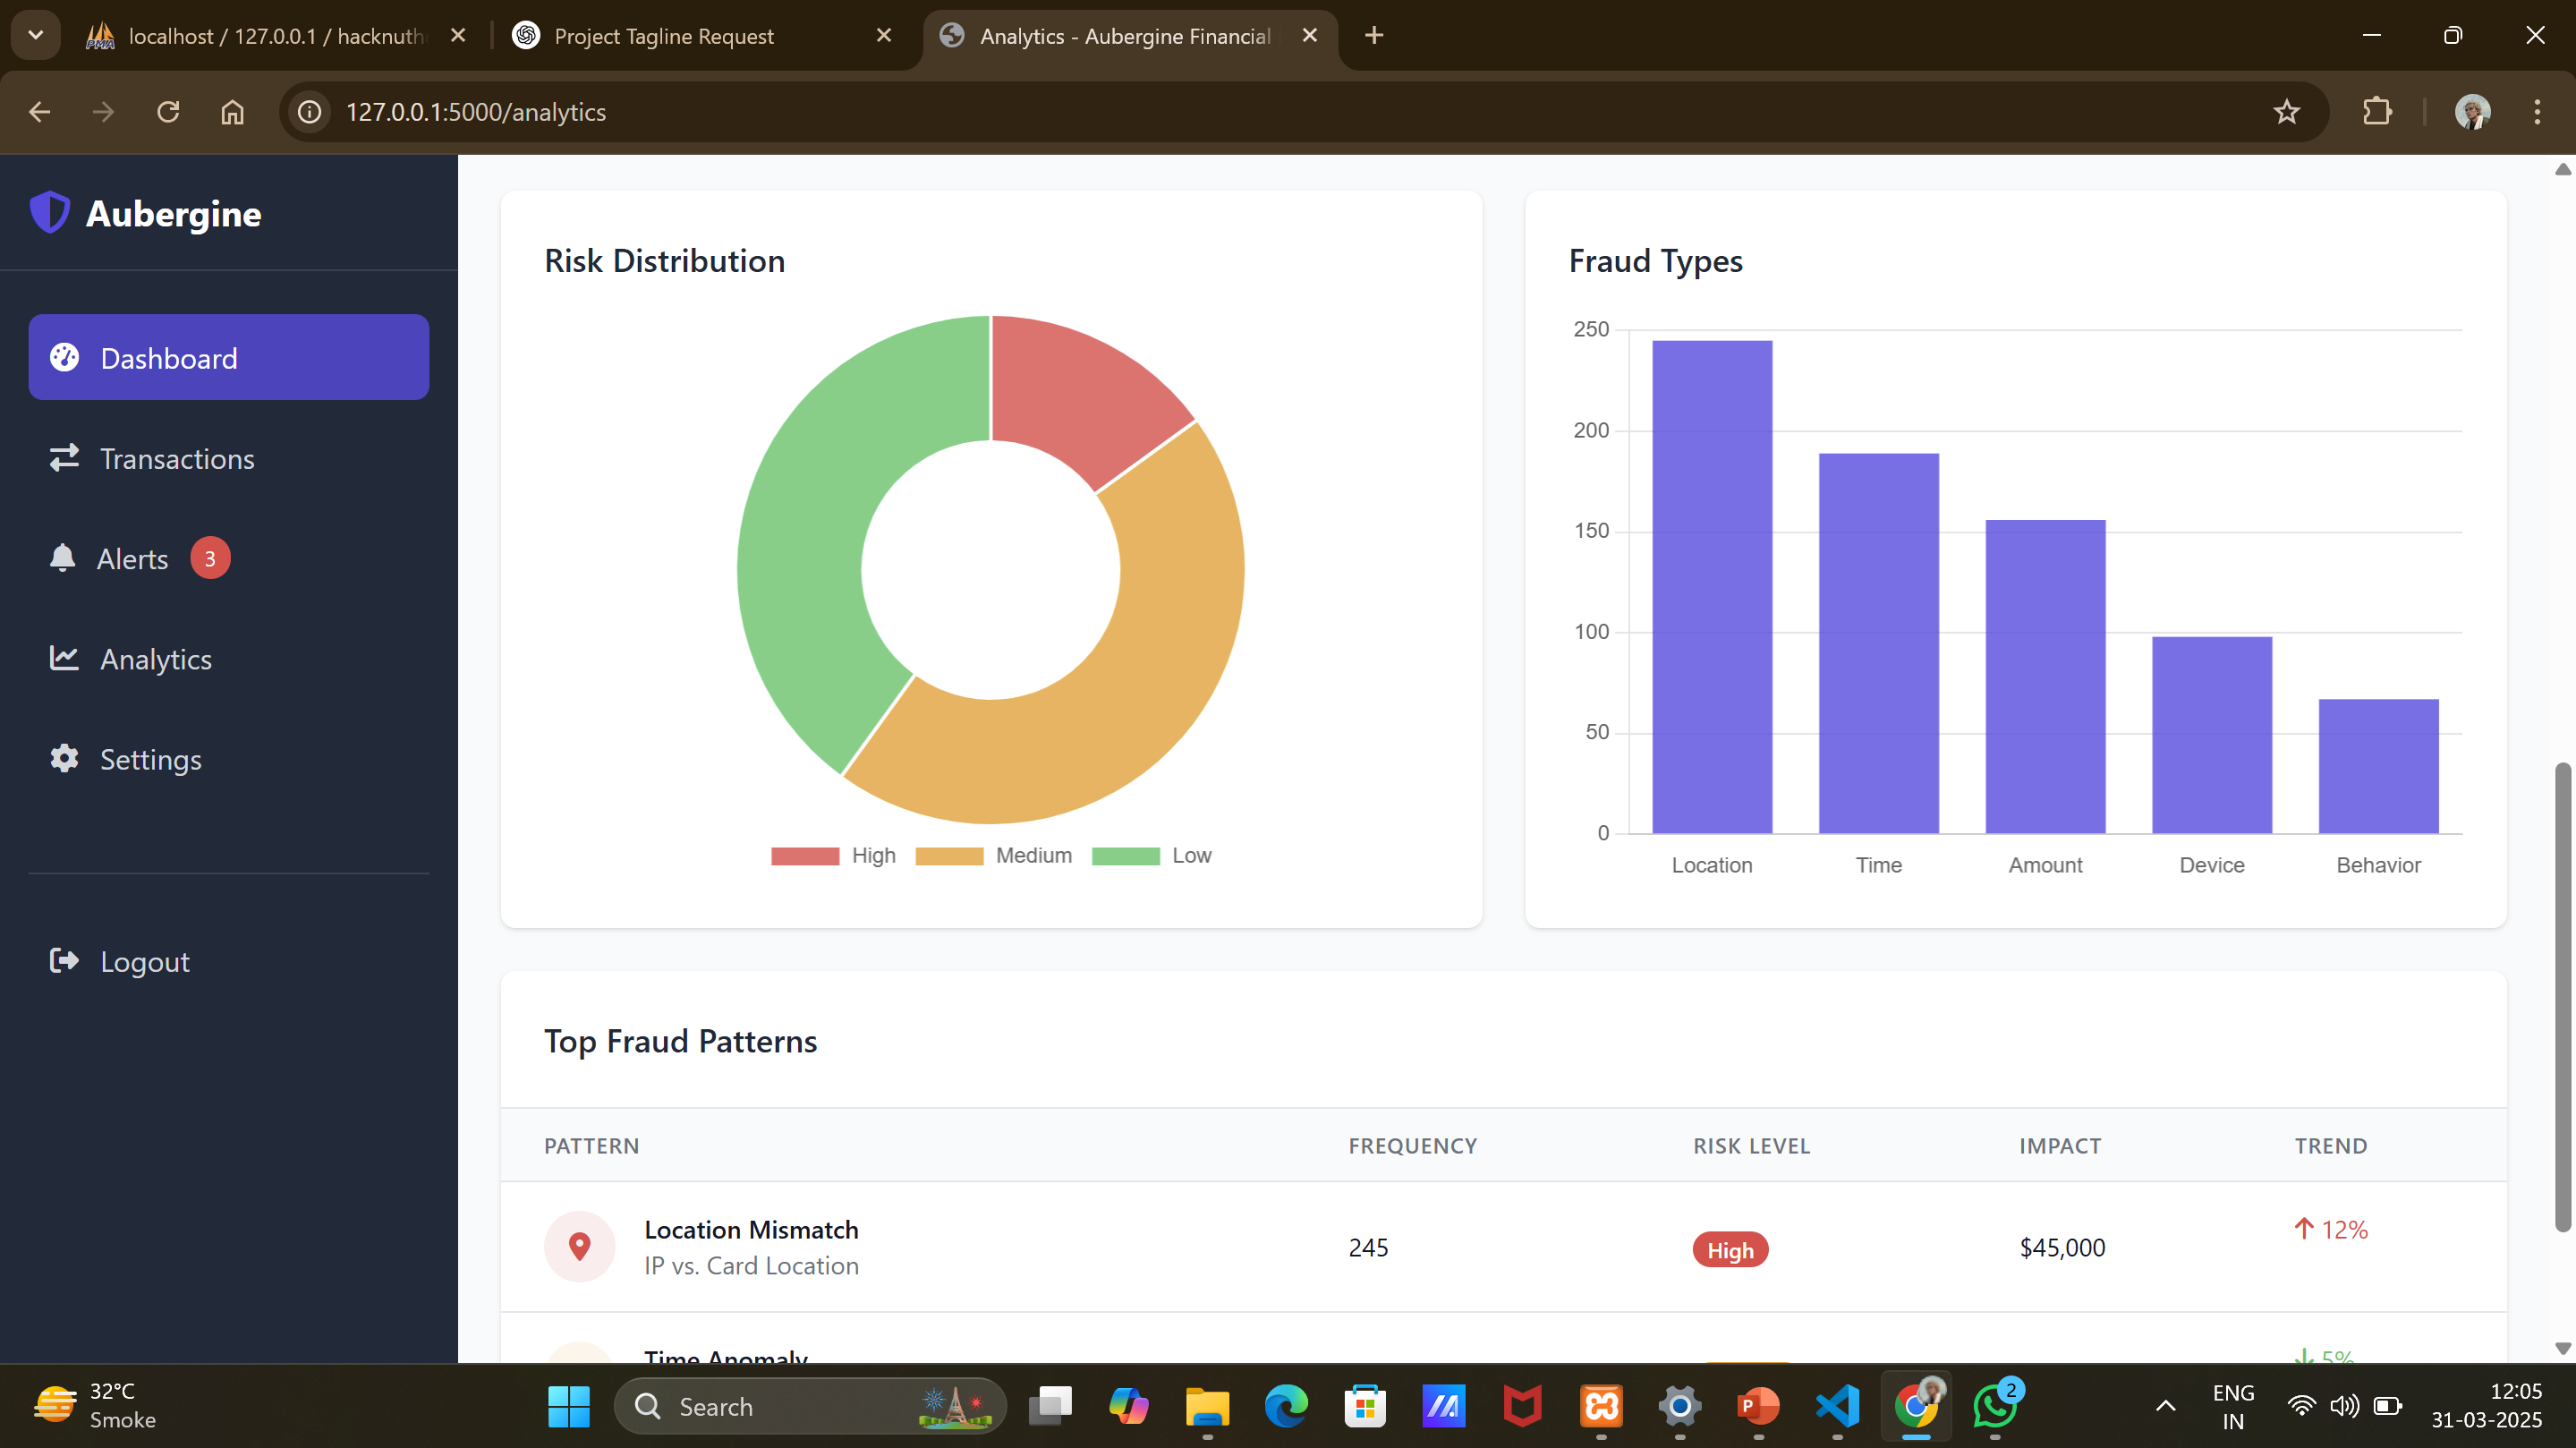 localhost / 127.0.0.1 / hacknuth
Project Tagline Request
Analytics - Aubergine Financial
127.0.0.1:5000/analytics
Aubergine
Dashboard
Transactions
Alerts 3
Analytics
Settings
Logout
Risk Distribution
High Medium Low
Fraud Types
250
200
150
100
50
0
Location Time Amount Device Behavior
Top Fraud Patterns
PATTERN FREQUENCY RISK LEVEL IMPACT TREND
Location Mismatch
IP vs. Card Location
245 High $45,000 12%
Time Anomaly
5%
32°C
Smoke
Search
PMA
P
2
ENG
IN
12:05
31-03-2025